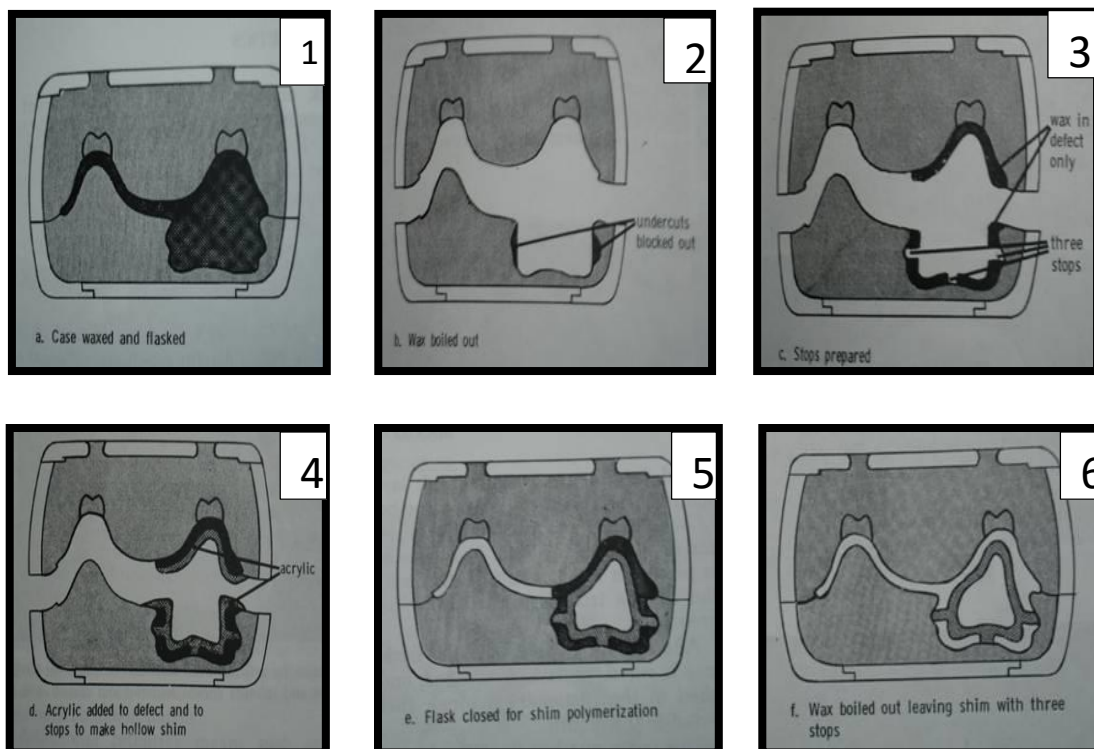 1
a. Case waxed and flasked
2
undercuts
blocked out
b. Wax boiled out
3
wax in
defect
only
three
stops
c. Stops prepared
4
acrylic
d. Acrylic added to defect and to
stops to make hollow shim
5
e. Flask closed for shim polymerization
6
f. Wax boiled out leaving shim with three
stops